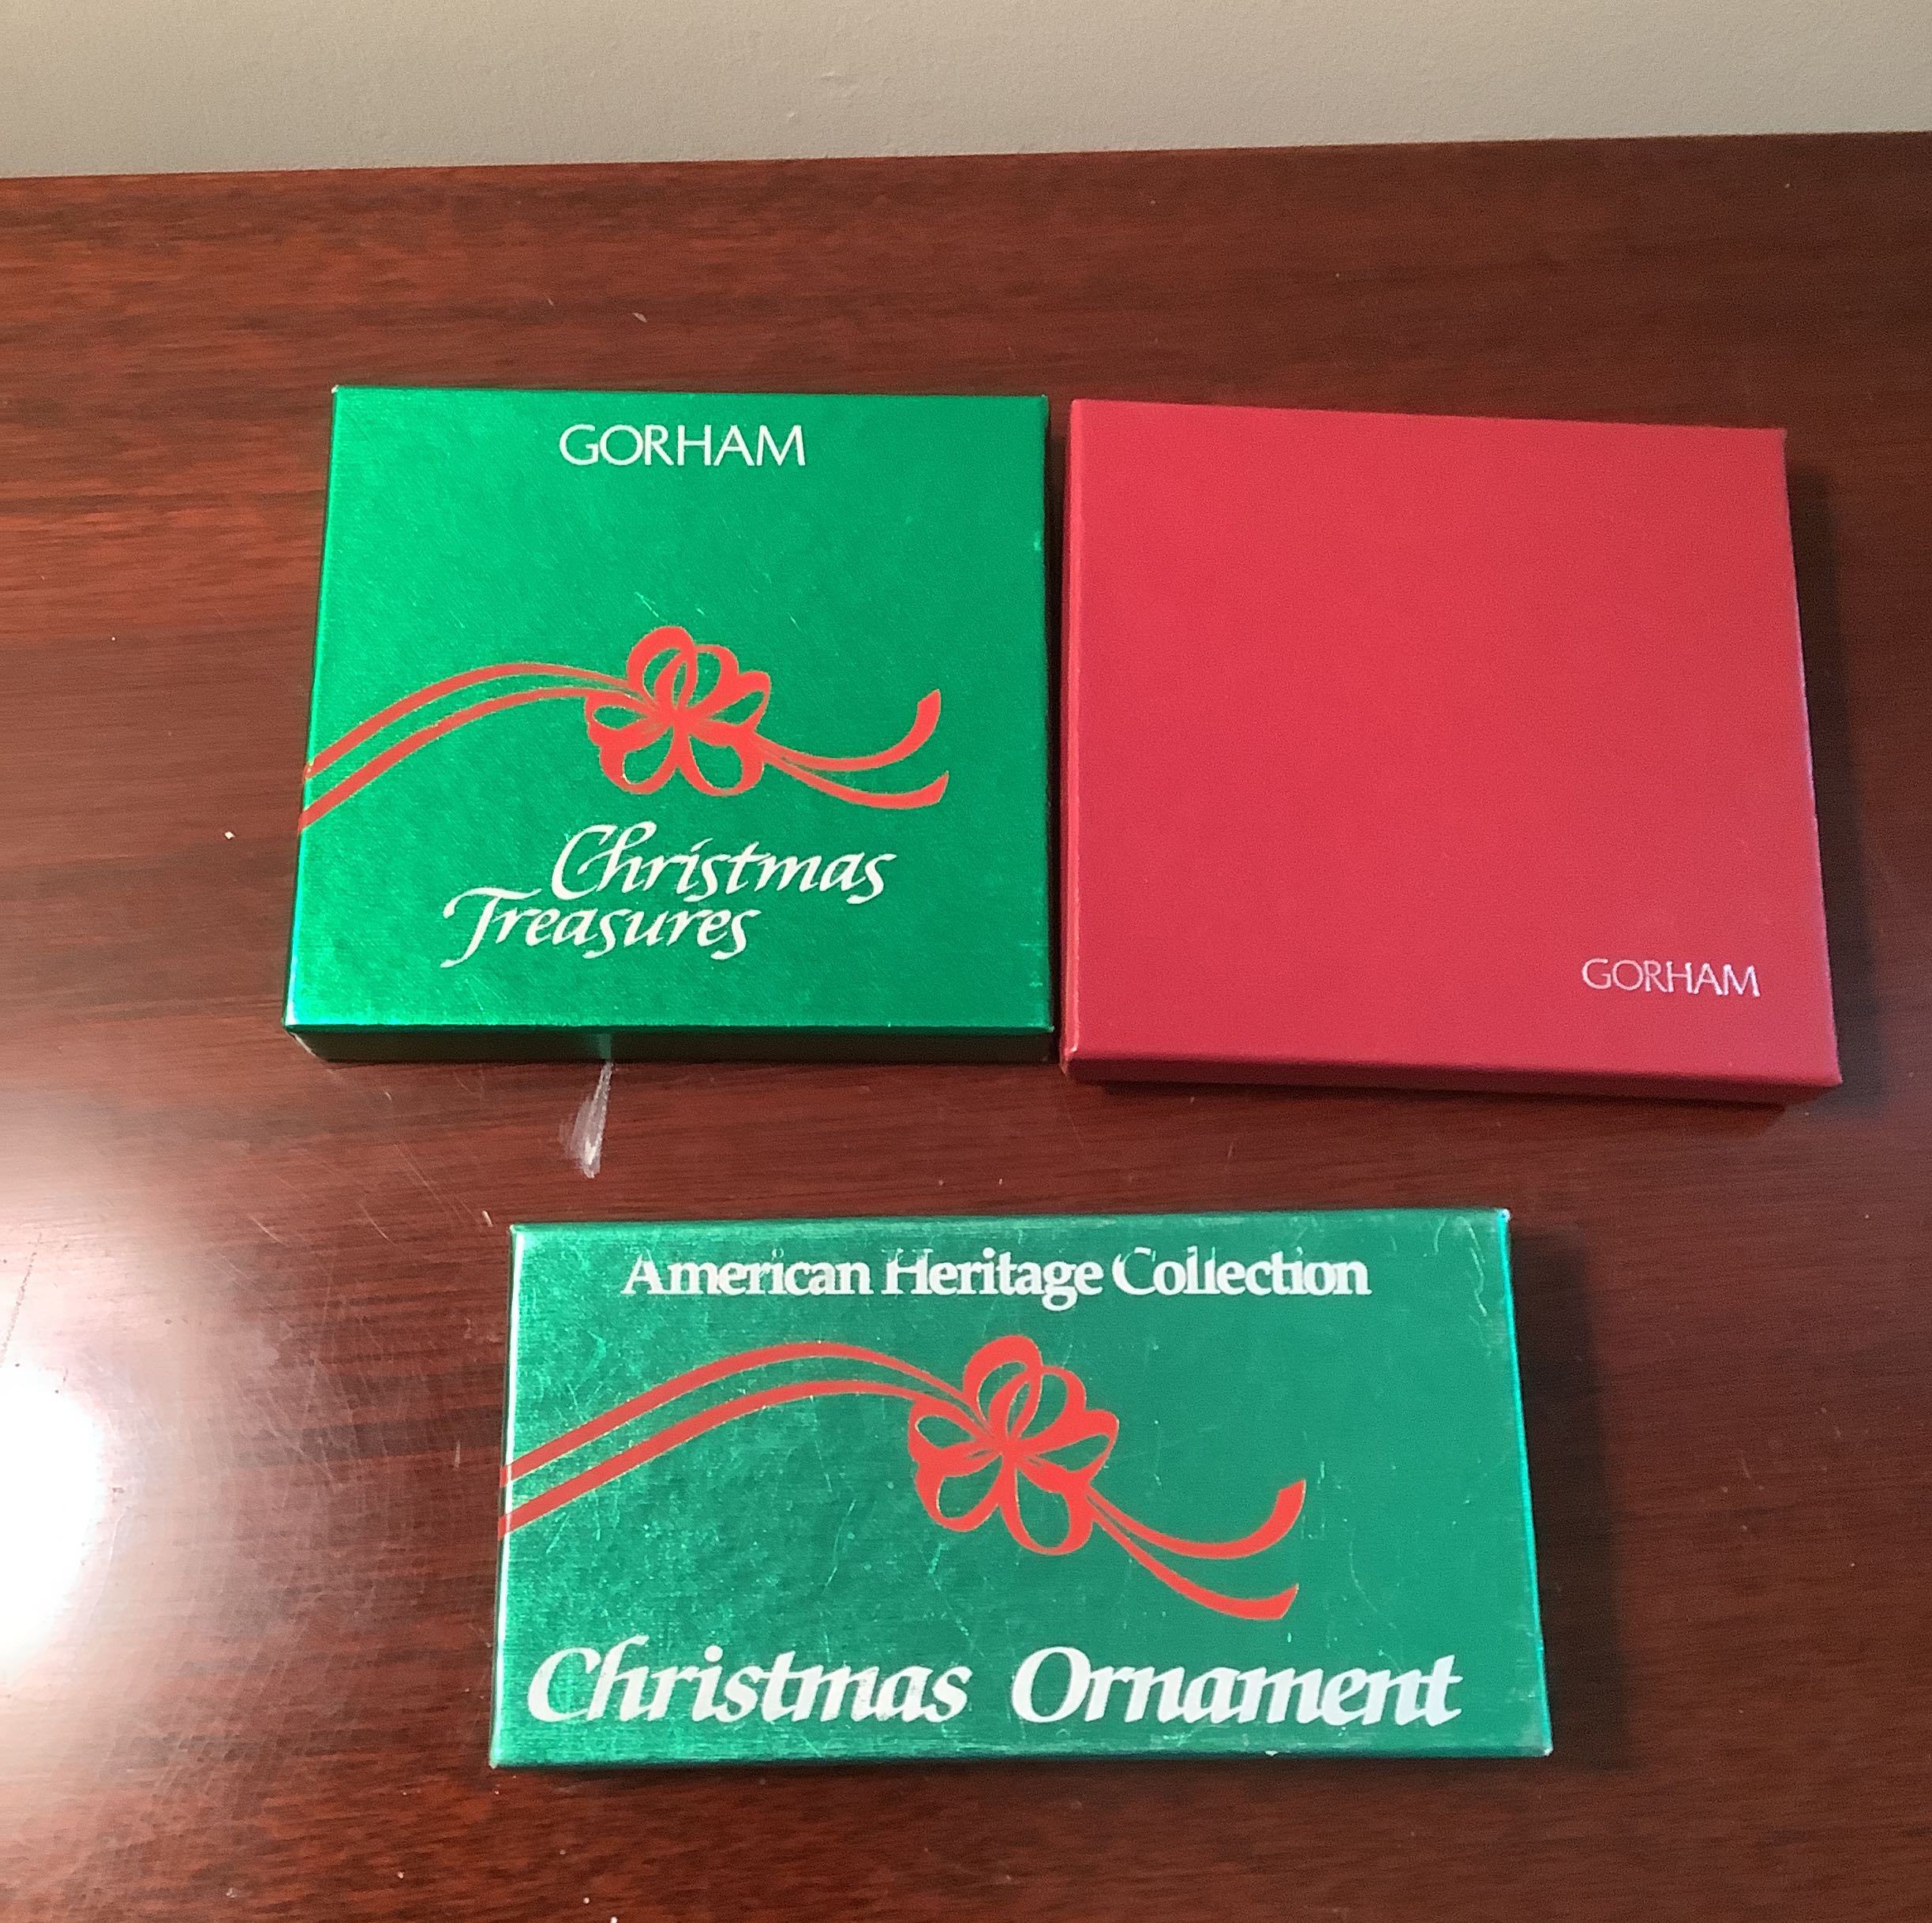 GORHAM
Christmas
Treasures
GORHAM
American Heritage Collection
Christmas Ornament